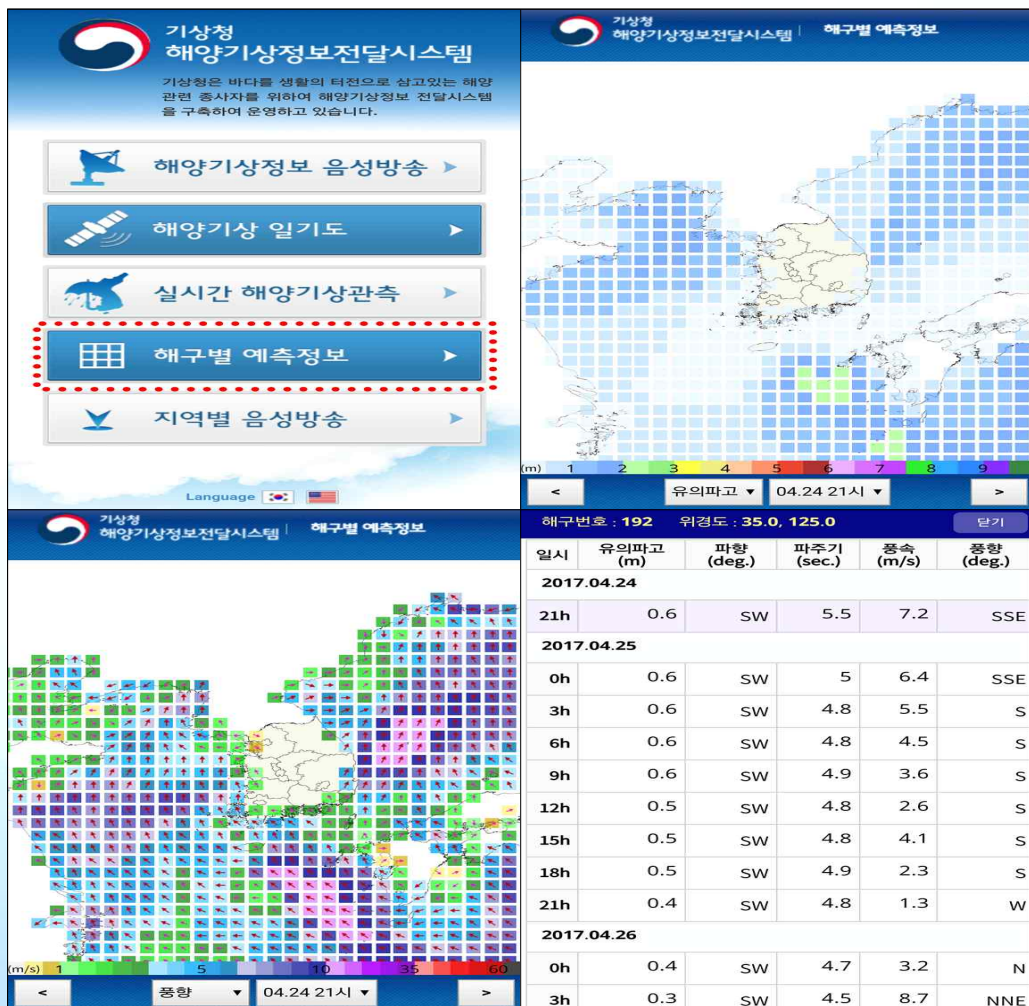 기상청
해양기상정보전달시스템
기상청은 바다를 생활의 터전으로 삼고있는 해양
관련 종사자를 위하여 해양기상정보 전달시스템
을 구축하여 운영하고 있습니다.
해양기상정보 음성방송
해양기상 일기도
실시간 해양기상관측
해구별 예측정보
지역별 음성방송
Language
기상청
해양기상정보전달시스템 해구별 예측정보
(m) 1 2 3 4 5 6 7 8 9
< 유의파고 ▼ 04.24 21시 ▼ >
기상청
해양기상정보전달시스템 해구별 예측정보
(m/s) 1 5 10 35 60
< 풍향 ▼ 04.24 21시 ▼ >
해구번호 : 192 위경도 : 35.0, 125.0 닫기
일시 유의파고 (m) 파향 (deg.) 파주기 (sec.) 풍속 (m/s) 풍향 (deg.)
2017.04.24
21h 0.6 SW 5.5 7.2 SSE
2017.04.25
0h 0.6 SW 5 6.4 SSE
3h 0.6 SW 4.8 5.5 S
6h 0.6 SW 4.8 4.5 S
9h 0.6 SW 4.9 3.6 S
12h 0.5 SW 4.8 2.6 S
15h 0.5 SW 4.8 4.1 S
18h 0.5 SW 4.9 2.3 S
21h 0.4 SW 4.8 1.3 W
2017.04.26
0h 0.4 SW 4.7 3.2 N
3h 0.3 SW 4.5 8.7 NNE